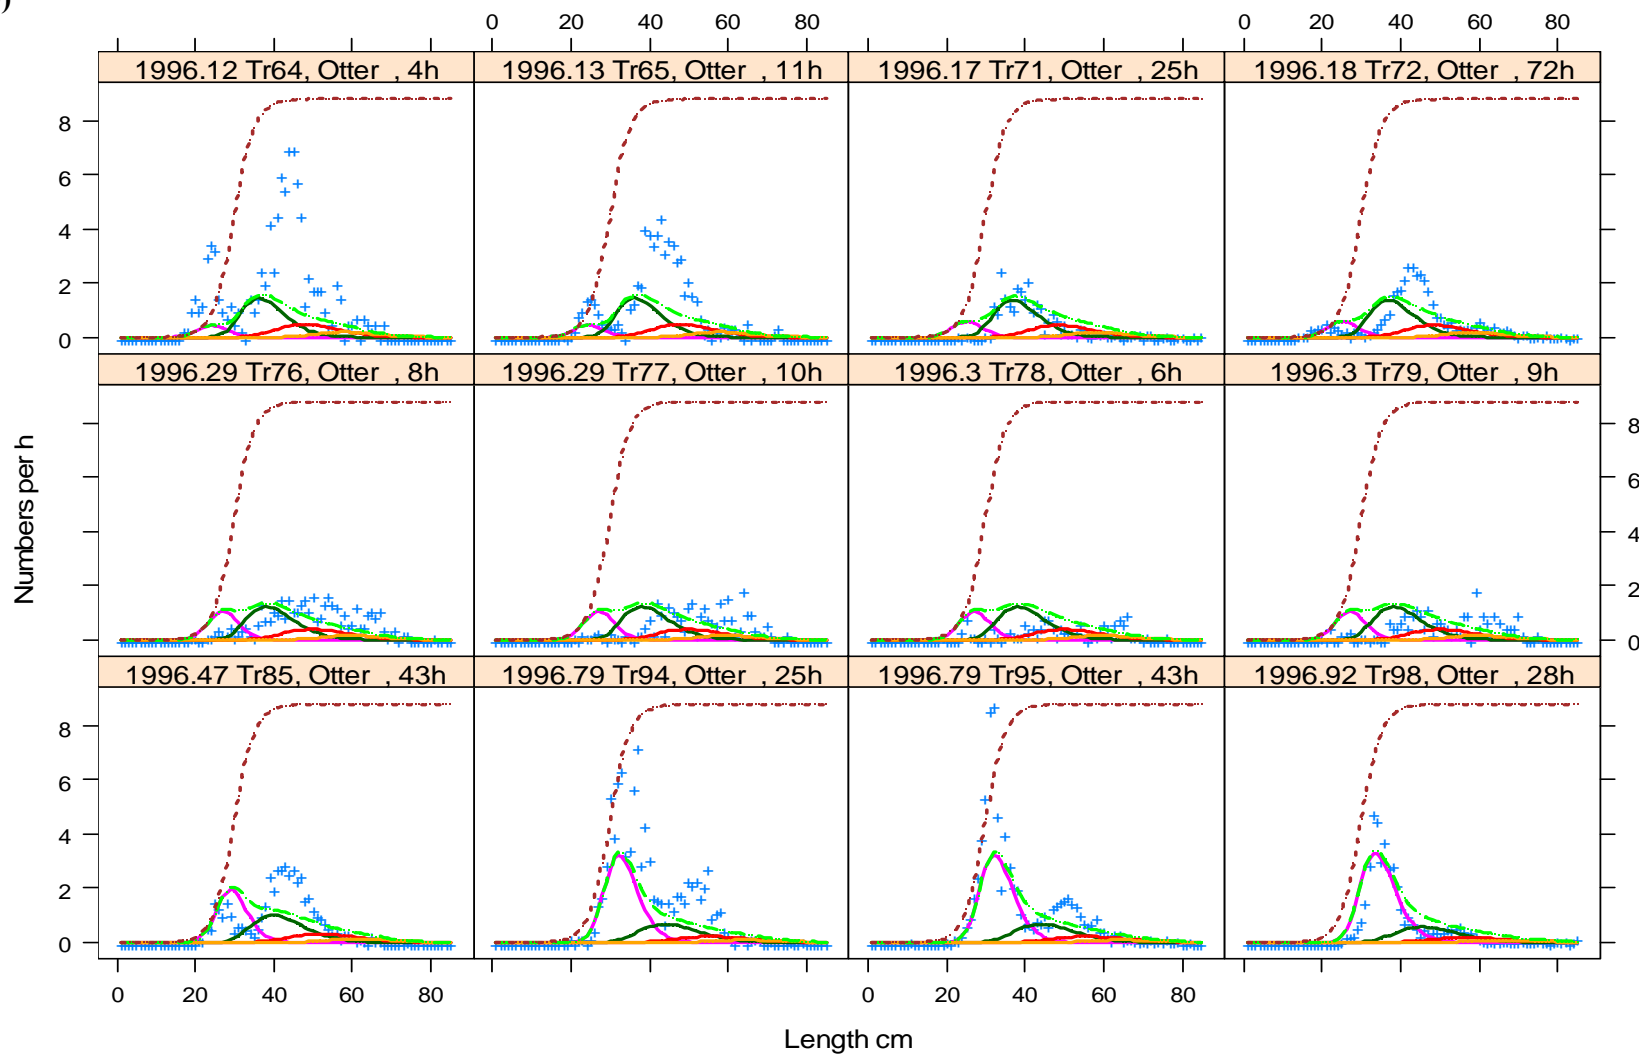 )
0 20 40 60 80 0 20 40 60 80
1996.12 Tr64, Otter , 4h 1996.13 Tr65, Otter , 11h 1996.17 Tr71, Otter , 25h 1996.18 Tr72, Otter , 72h
8
6
4
2
0
1996.29 Tr76, Otter , 8h 1996.29 Tr77, Otter , 10h 1996.3 Tr78, Otter , 6h 1996.3 Tr79, Otter , 9h
8
6
4
2
0
Numbers per h
1996.47 Tr85, Otter , 43h 1996.79 Tr94, Otter , 25h 1996.79 Tr95, Otter , 43h 1996.92 Tr98, Otter , 28h
8
6
4
2
0
0 20 40 60 80 0 20 40 60 80
Length cm